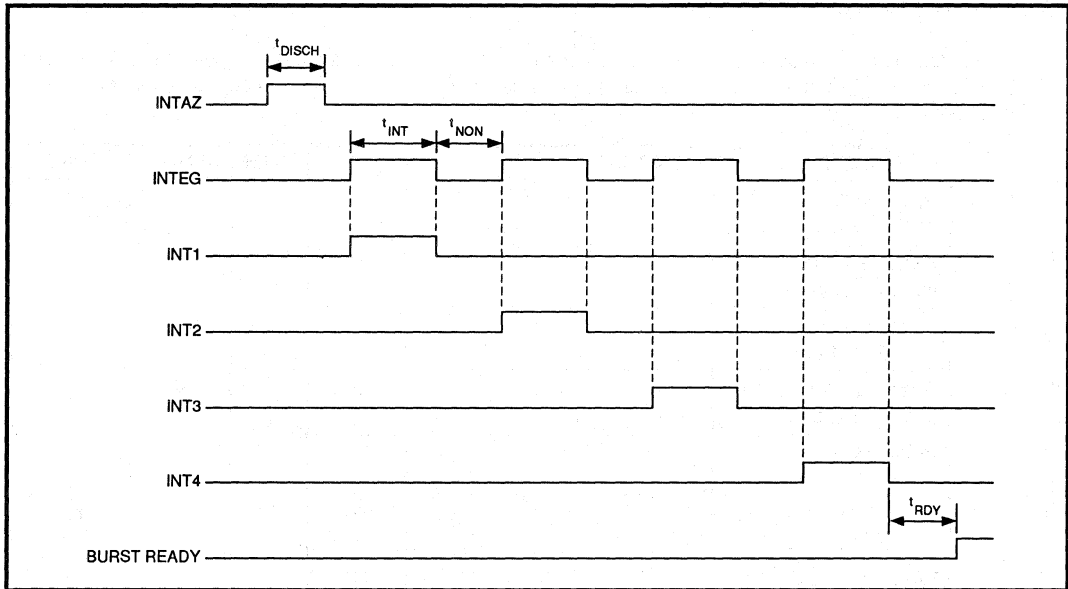 tDISCH
INTAZ
tINT tNON
INTEG
INT1
INT2
INT3
INT4
tRDY
BURST READY